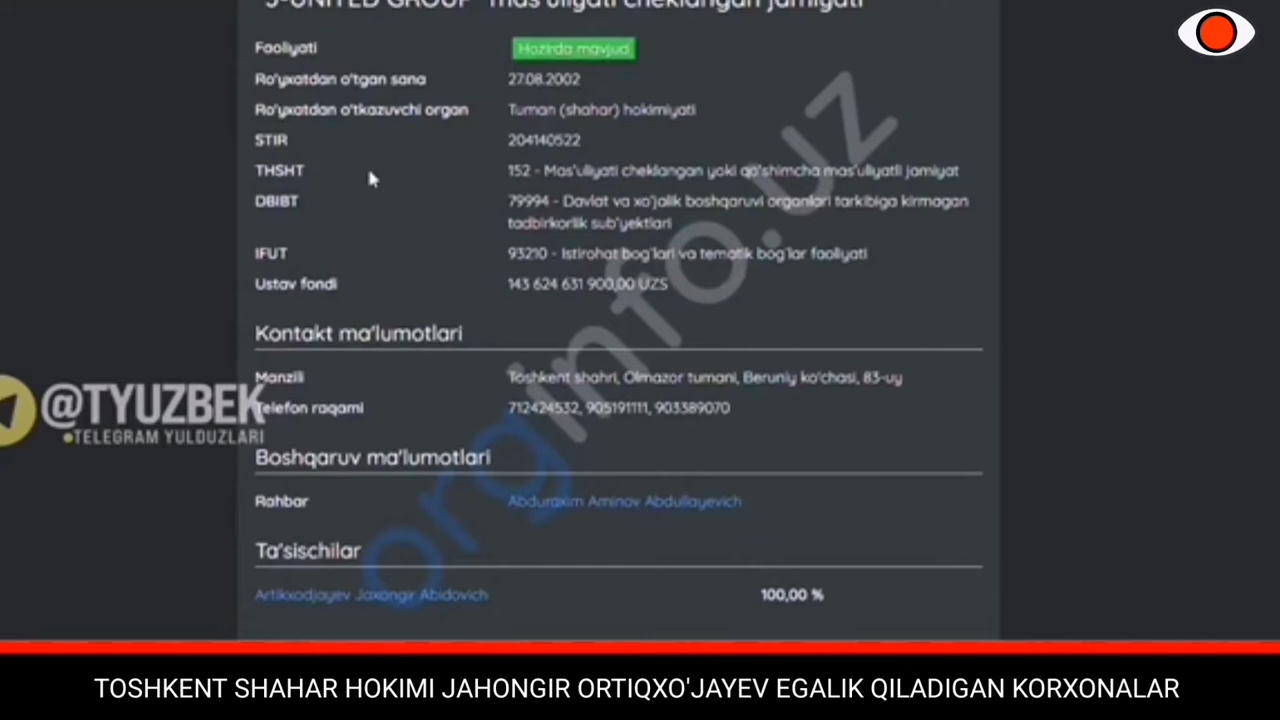 "J-UNITED GROUP" mas'uliyati cheklangan jamiyati
Faoliyati Hozirda mavjud
Ro'yxatdan o'tgan sana 27.08.2002
Ro'yxatdan o'tkazuvchi organ Tuman (shahar) hokimiyati
STIR 204140522
THSHT 152 - Mas'uliyati cheklangan yoki qo'shimcha mas'uliyatli jamiyat
DBIBT 79994 - Davlat va xo'jalik boshqaruvi organlari tarkibiga kirmagan
tadbirkorlik sub'yektlari
IFUT 93210 - Istirohat bog'lari va tematik bog'lar faoliyati
Ustav fondi 143 624 631 900,00 UZS
Kontakt ma'lumotlari
Manzili Toshkent shahri, Olmazor tumani, Beruniy ko'chasi, 83-uy
Telefon raqami 712424532, 905191111, 903389070
Boshqaruv ma'lumotlari
Rahbar Abduraxim Aminov Abdullayevich
Ta'sischilar
Artikxodjayev Jaxongir Abidovich 100,00 %
orginfo.uz
@TYUZBEK
TELEGRAM YULDUZLARI
TOSHKENT SHAHAR HOKIMI JAHONGIR ORTIQXO'JAYEV EGALIK QILADIGAN KORXONALAR